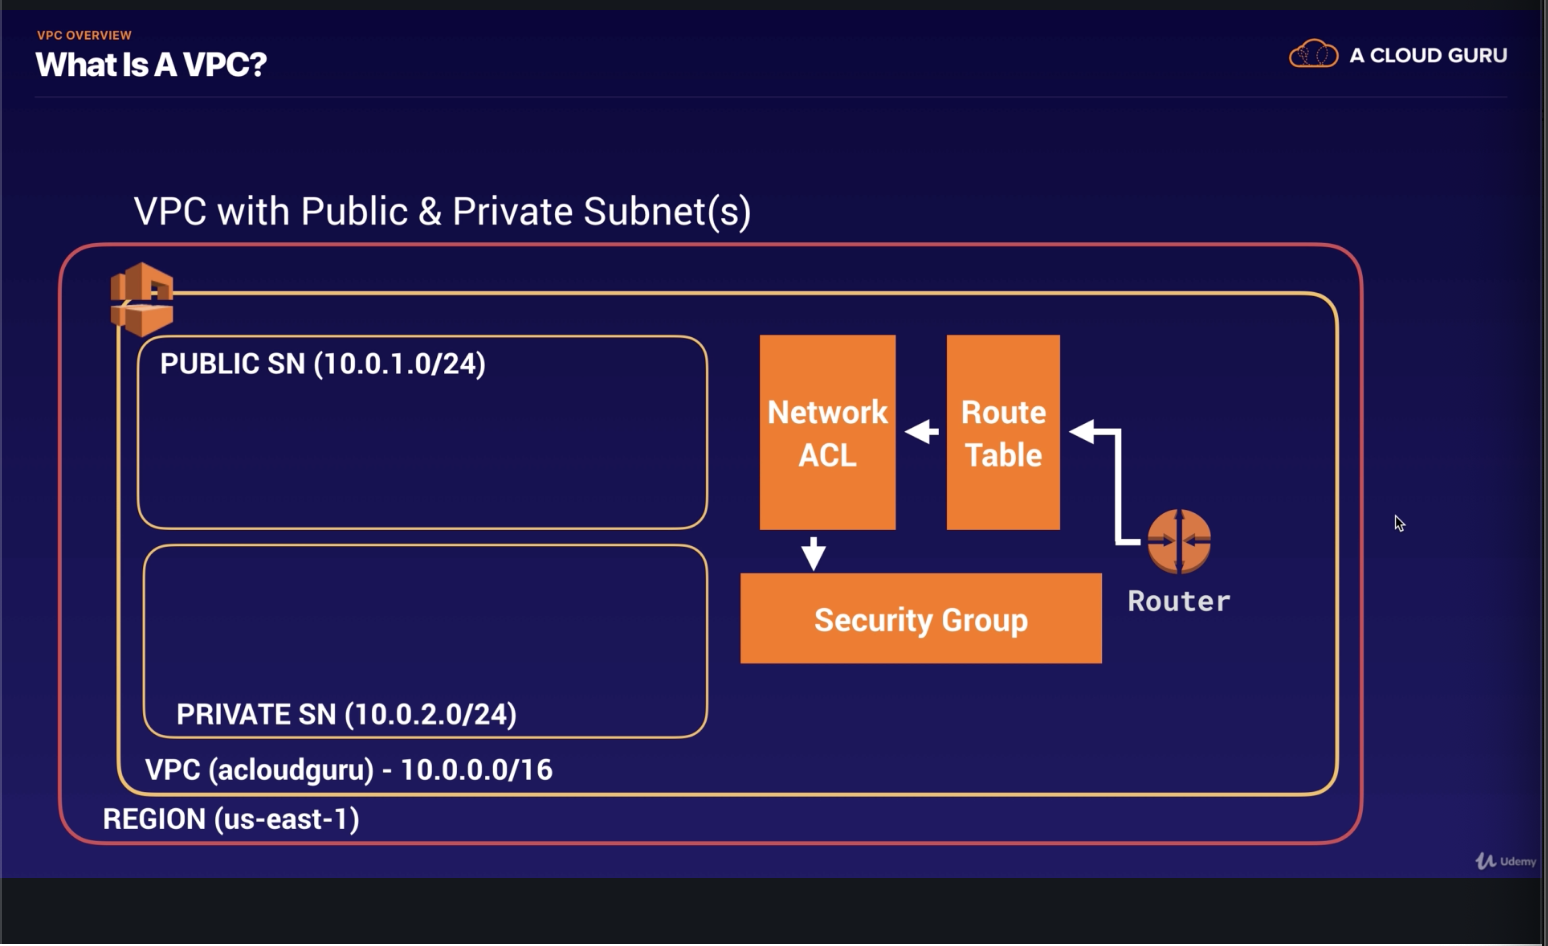 VPC OVERVIEW
What Is A VPC?
A CLOUD GURU
VPC with Public & Private Subnet(s)
PUBLIC SN (10.0.1.0/24)
Network
ACL
Route
Table
Router
Security Group
PRIVATE SN (10.0.2.0/24)
VPC (acloudguru) - 10.0.0.0/16
REGION (us-east-1)
Udemy